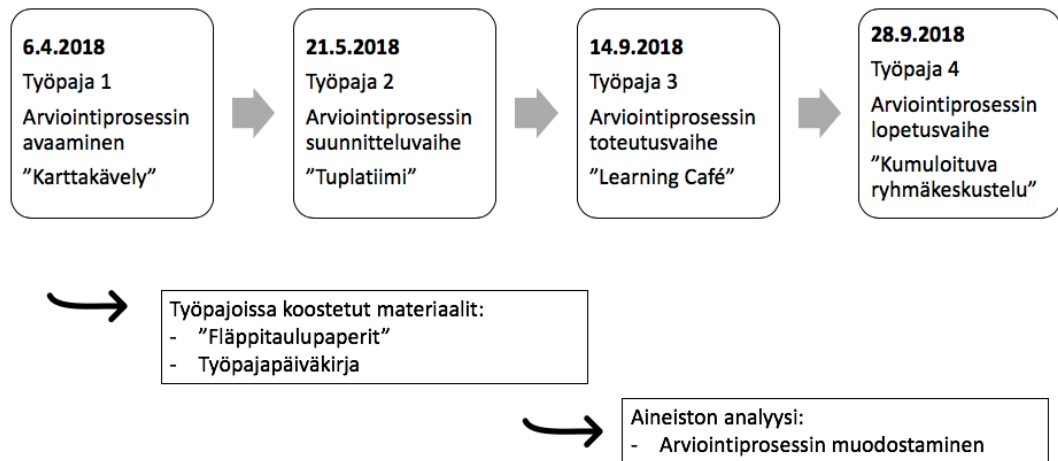 6.4.2018
Työpaja 1
Arviointiprosessin
avaaminen
”Karttakävely”
21.5.2018
Työpaja 2
Arviointiprosessin
suunnitteluvaihe
”Tuplatiimi”
14.9.2018
Työpaja 3
Arviointiprosessin
toteutusvaihe
”Learning Café”
28.9.2018
Työpaja 4
Arviointiprosessin
lopetusvaihe
”Kumuloituva
ryhmäkeskustelu”
Työpajoissa koostetut materiaalit:
- ”Fläppitaulupaperit”
- Työpajapäiväkirja
Aineiston analyysi:
- Arviointiprosessin muodostaminen